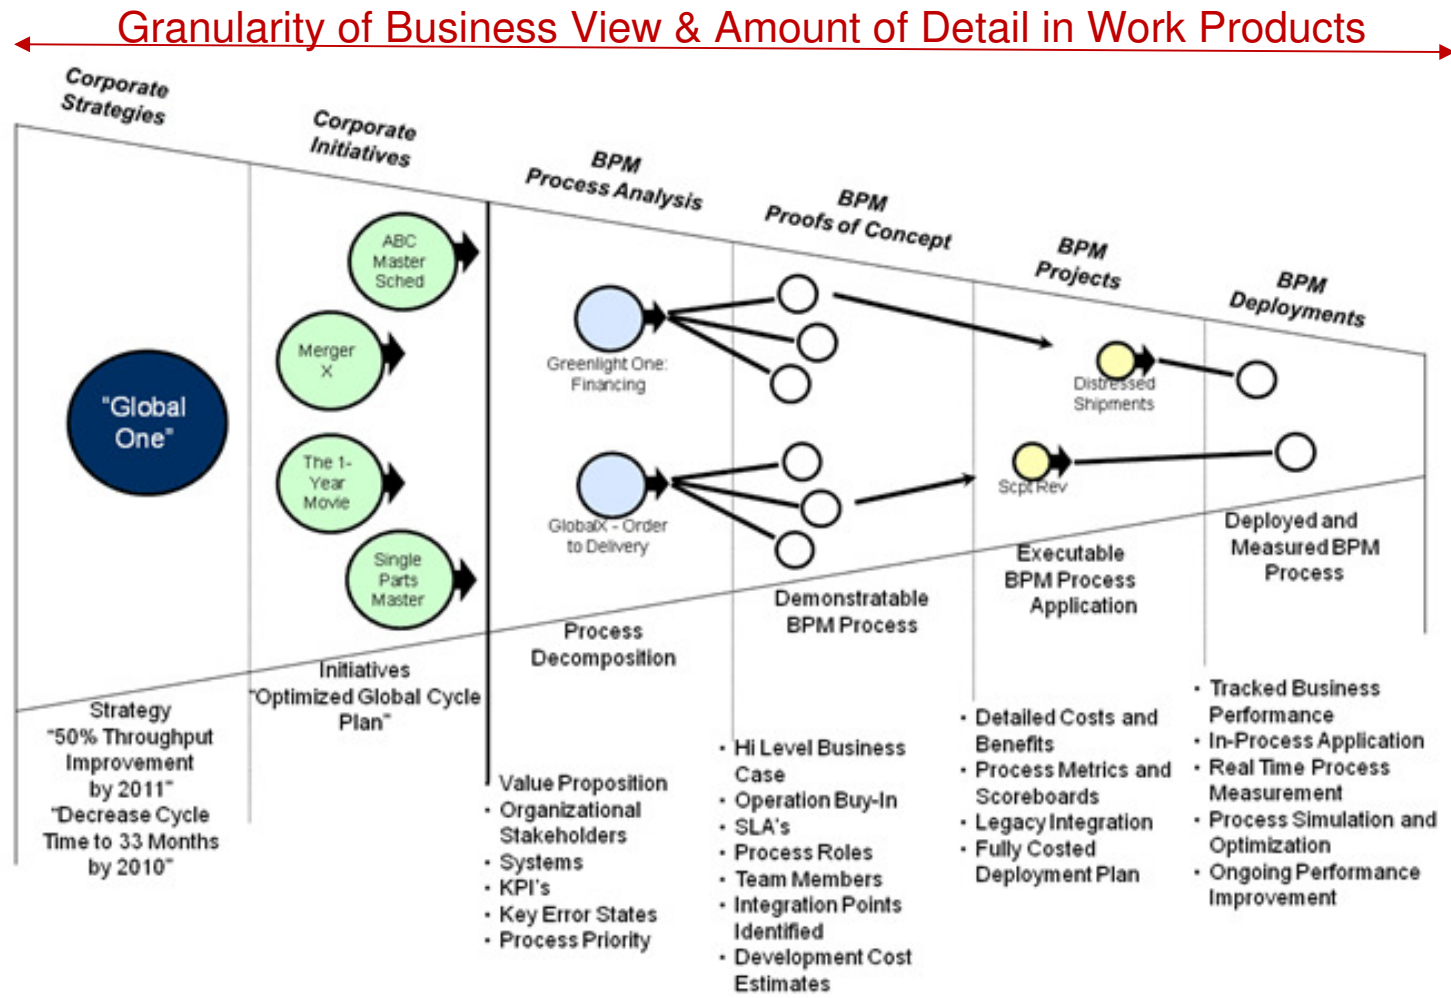 Granularity of Business View & Amount of Detail in Work Products
Corporate
Strategies
Corporate
Initiatives
BPM
Process Analysis
BPM
Proofs of Concept
BPM
Projects
BPM
Deployments
"Global
One"
ABC
Master
Sched
Merger
X
The 1-
Year
Movie
Single
Parts
Master
Greenlight One:
Financing
GlobalX - Order
to Delivery
Distressed
Shipments
Scpt Rev
Strategy
"50% Throughput
Improvement
by 2011"
"Decrease Cycle
Time to 33 Months
by 2010"
Initiatives
"Optimized Global Cycle
Plan"
Process
Decomposition
Value Proposition
• Organizational
Stakeholders
• Systems
• KPI's
• Key Error States
• Process Priority
Demonstratable
BPM Process
• Hi Level Business
Case
• Operation Buy-In
• SLA's
• Process Roles
• Team Members
• Integration Points
Identified
• Development Cost
Estimates
Executable
BPM Process
Application
• Detailed Costs and
Benefits
• Process Metrics and
Scoreboards
• Legacy Integration
• Fully Costed
Deployment Plan
Deployed and
Measured BPM
Process
• Tracked Business
Performance
• In-Process Application
• Real Time Process
Measurement
• Process Simulation and
Optimization
• Ongoing Performance
Improvement